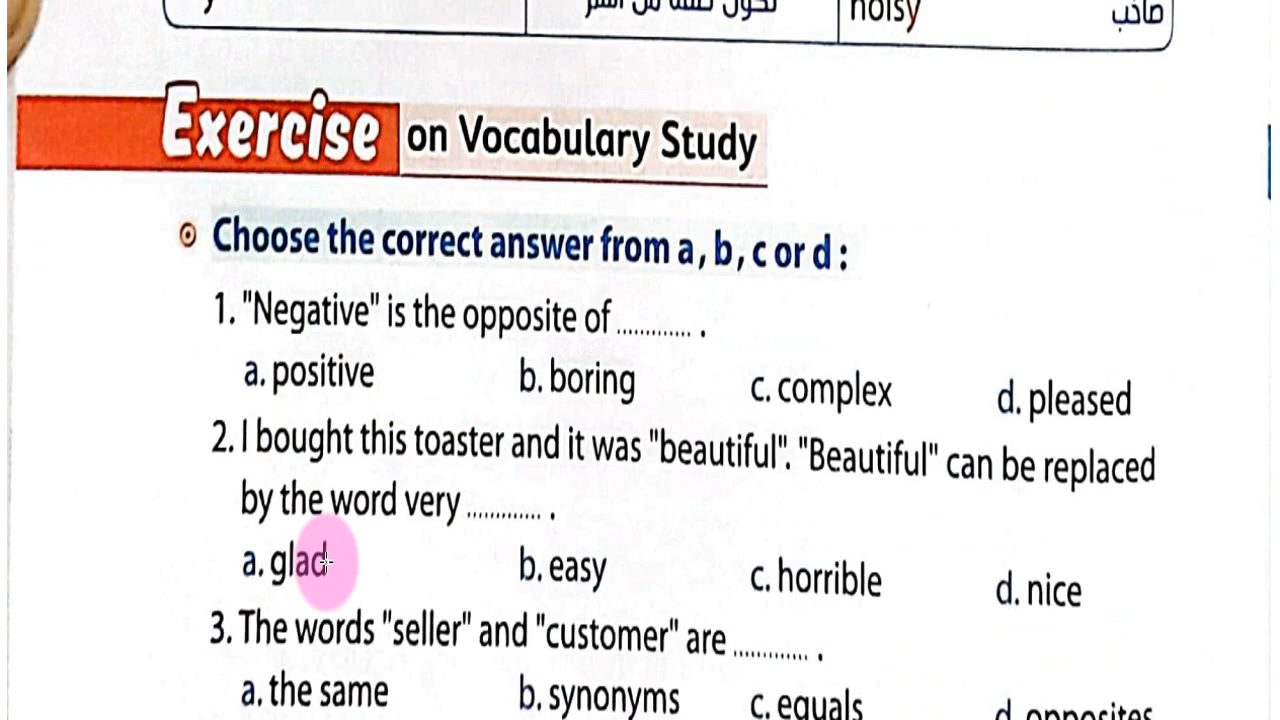 noisy صاخب
Exercise on Vocabulary Study
Choose the correct answer from a, b, c or d :
1. "Negative" is the opposite of ............. .
a. positive b. boring c. complex d. pleased
2. I bought this toaster and it was "beautiful". "Beautiful" can be replaced
by the word very ............. .
a. glad b. easy c. horrible d. nice
3. The words "seller" and "customer" are ............. .
a. the same b. synonyms c. equals d. opposites